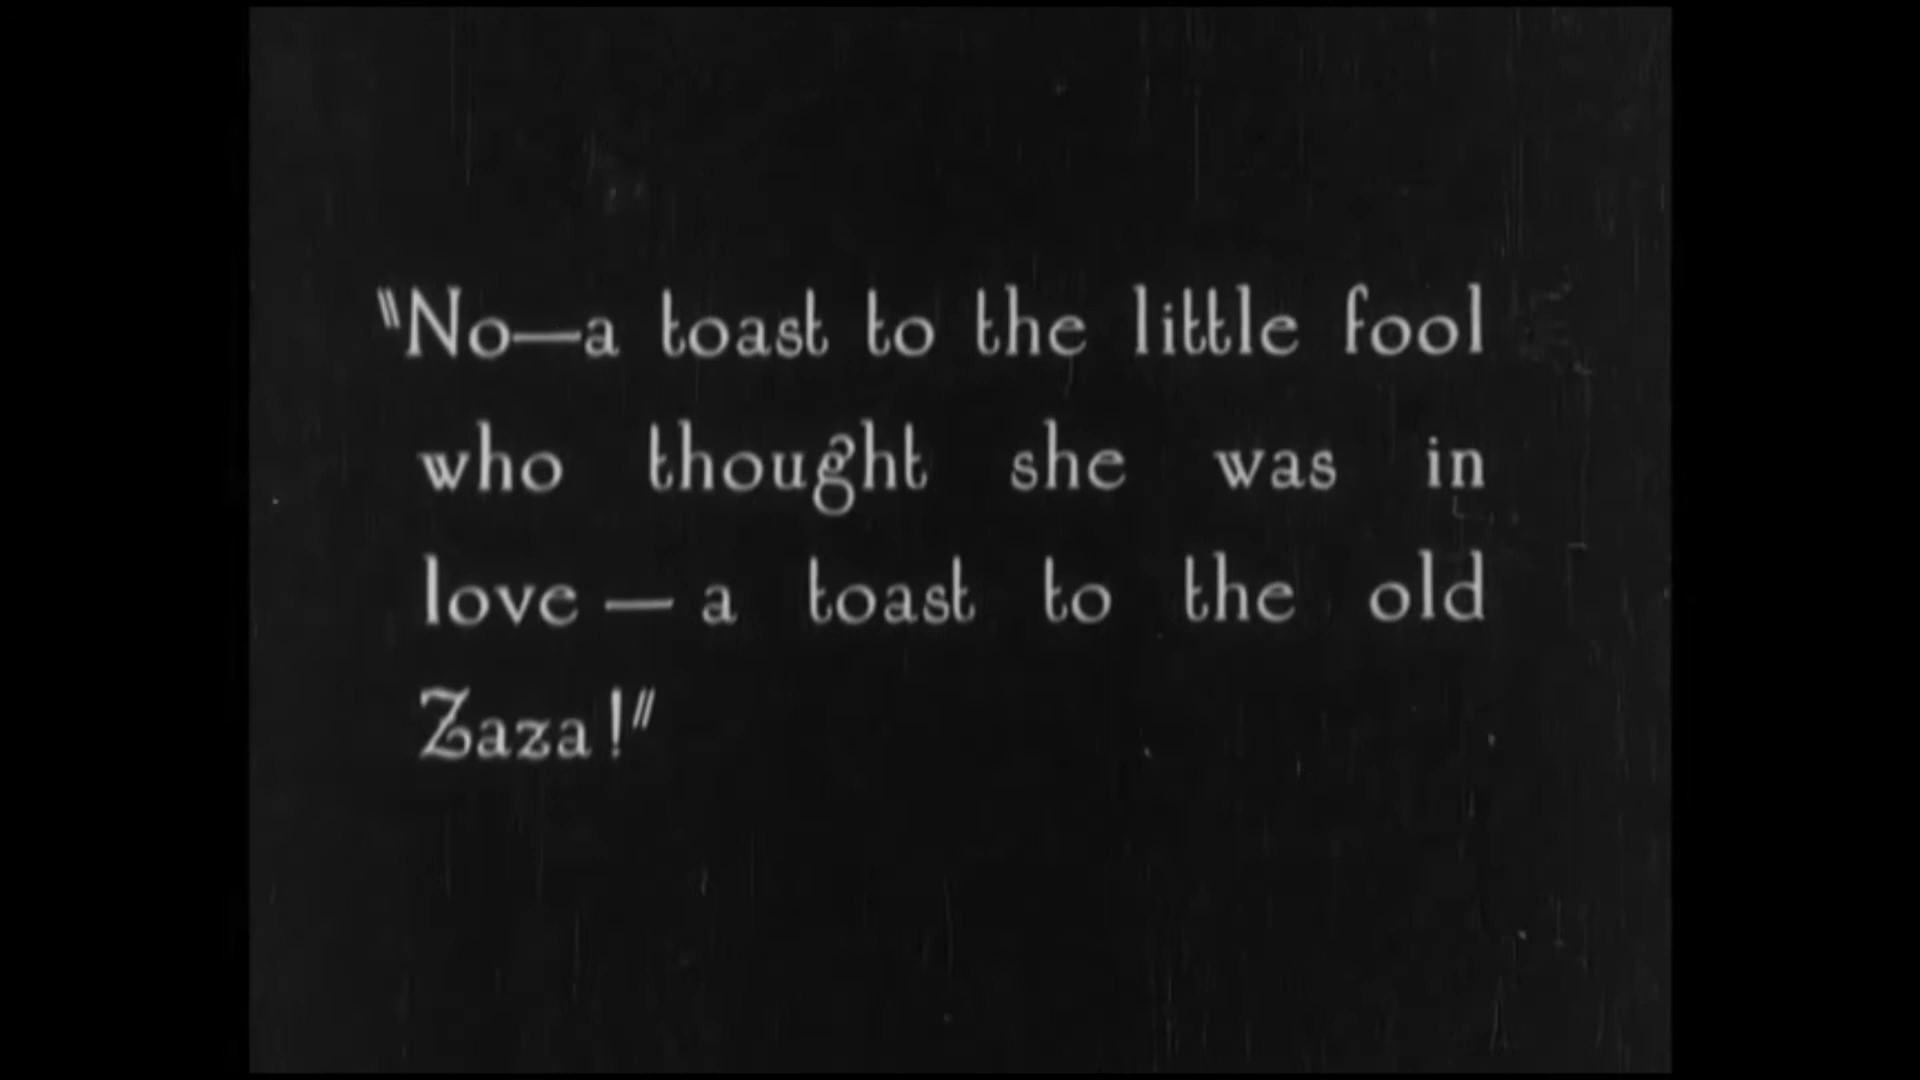 "No—a toast to the little fool
who thought she was in
love — a toast to the old
Zaza!"